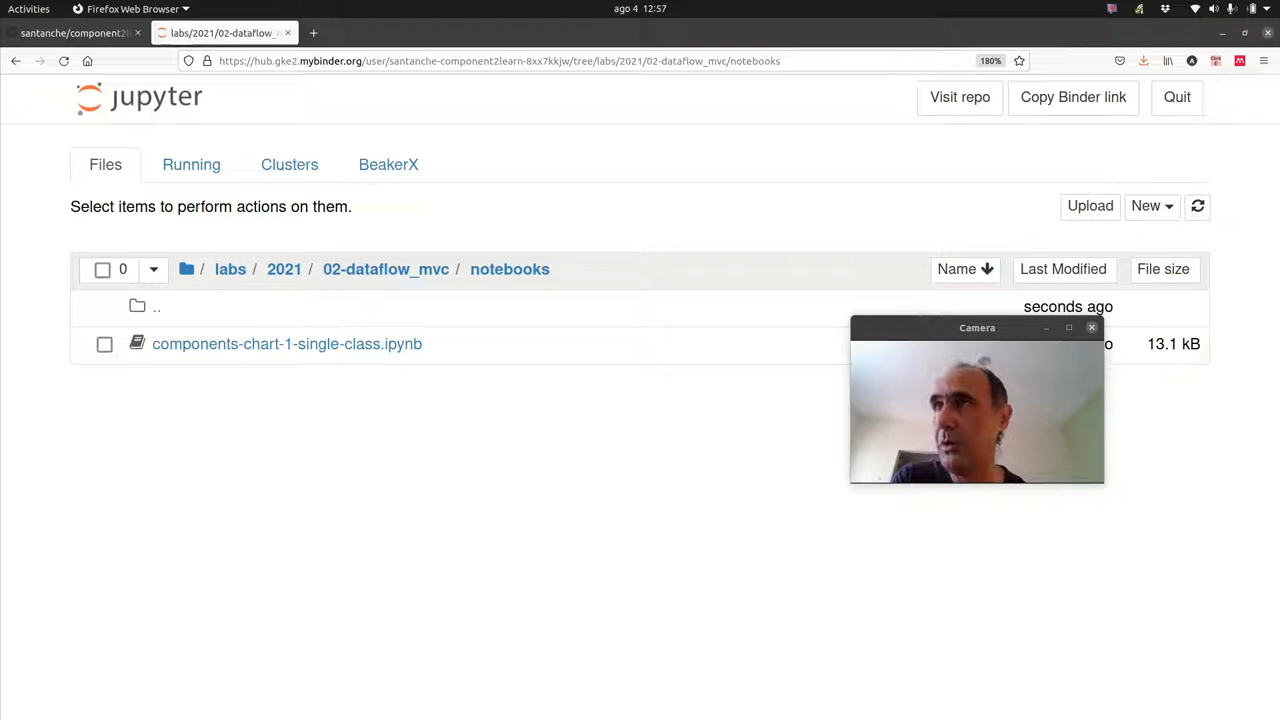 Activities
Firefox Web Browser
ago 4 12:57
santanche/component2l
labs/2021/02-dataflow_
https://hub.gke2.mybinder.org/user/santanche-component2learn-8xx7kkjw/tree/labs/2021/02-dataflow_mvc/notebooks
180%
jupyter
Visit repo
Copy Binder link
Quit
Files
Running
Clusters
BeakerX
Select items to perform actions on them.
Upload
New
0
/ labs / 2021 / 02-dataflow_mvc / notebooks
Name
Last Modified
File size
..
seconds ago
components-chart-1-single-class.ipynb
o
13.1 kB
Camera